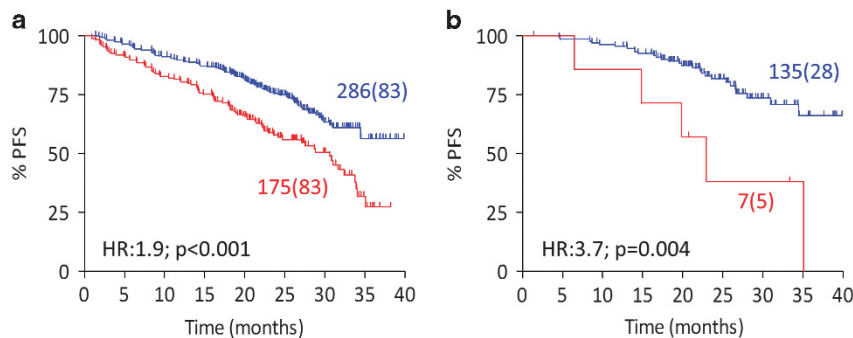 a
% PFS
100
75
50
25
0
286(83)
175(83)
HR:1.9; p<0.001
0 5 10 15 20 25 30 35 40
Time (months)
b
% PFS
100
75
50
25
0
135(28)
7(5)
HR:3.7; p=0.004
0 5 10 15 20 25 30 35 40
Time (months)